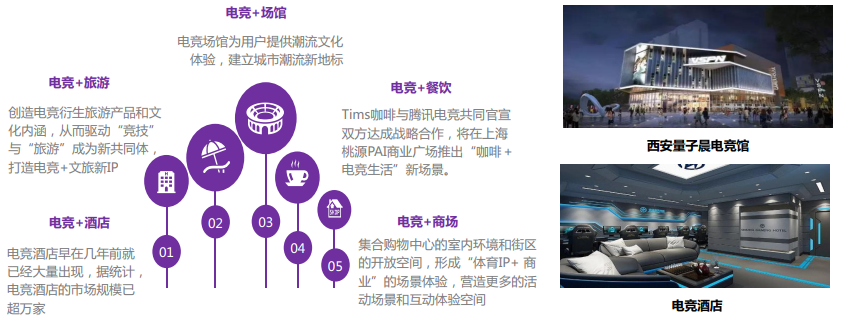 电竞+场馆
电竞场馆为用户提供潮流文化
体验，建立城市潮流新地标
电竞+旅游
创造电竞衍生旅游产品和文
化内涵，从而驱动“竞技”
与“旅游”成为新共同体，
打造电竞+文旅新IP
电竞+餐饮
Tims咖啡与腾讯电竞共同官宣
双方达成战略合作，将在上海
桃源PAI商业广场推出“咖啡+
电竞生活”新场景。
电竞+酒店
电竞酒店早在几年前就
已经大量出现，据统计，
电竞酒店的市场规模已
超万家
电竞+商场
集合购物中心的室内环境和街区
的开放空间，形成“体育IP+ 商
业”的场景体验，营造更多的活
动场景和互动体验空间
01
02
03
04
05
SKIP
VSPN
西安量子晨电竞馆
电竞酒店